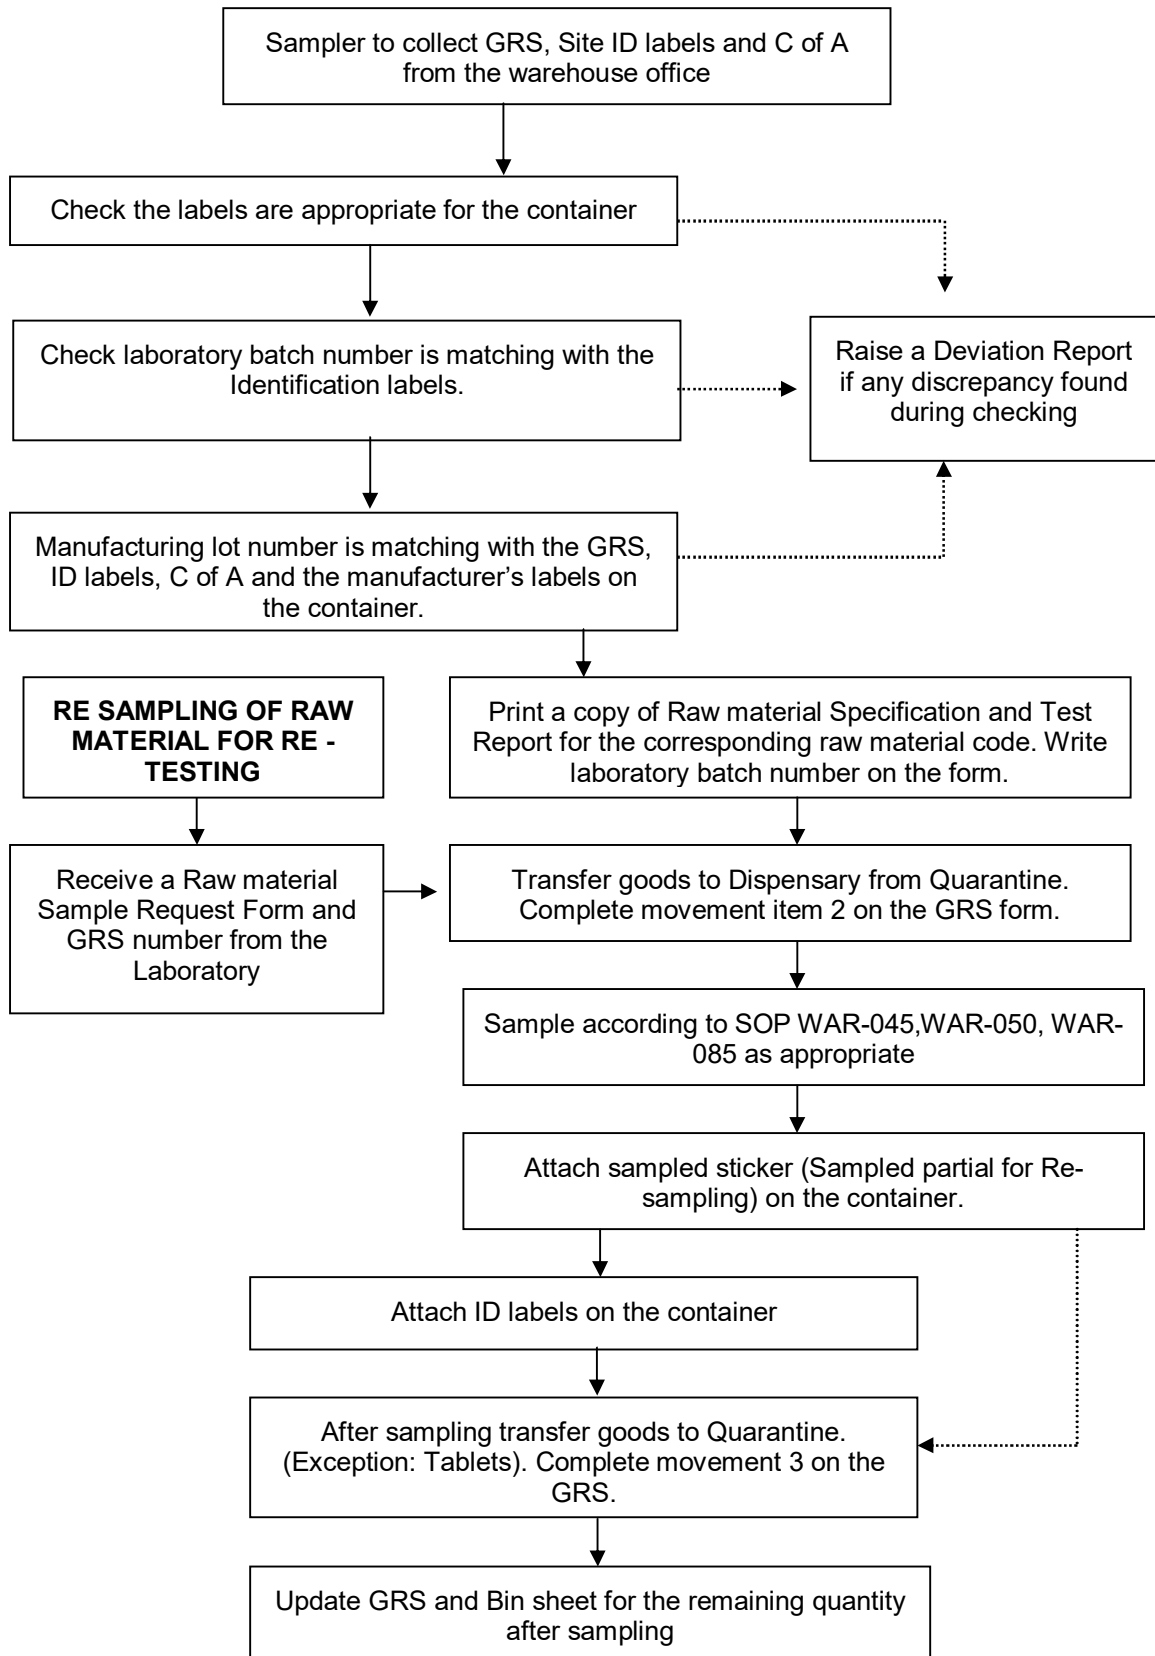 Sampler to collect GRS, Site ID labels and C of A
from the warehouse office
Check the labels are appropriate for the container
Check laboratory batch number is matching with the
Identification labels.
Raise a Deviation Report
if any discrepancy found
during checking
Manufacturing lot number is matching with the GRS,
ID labels, C of A and the manufacturer’s labels on
the container.
RE SAMPLING OF RAW
MATERIAL FOR RE -
TESTING
Print a copy of Raw material Specification and Test
Report for the corresponding raw material code. Write
laboratory batch number on the form.
Receive a Raw material
Sample Request Form and
GRS number from the
Laboratory
Transfer goods to Dispensary from Quarantine.
Complete movement item 2 on the GRS form.
Sample according to SOP WAR-045,WAR-050, WAR-
085 as appropriate
Attach sampled sticker (Sampled partial for Re-
sampling) on the container.
Attach ID labels on the container
After sampling transfer goods to Quarantine.
(Exception: Tablets). Complete movement 3 on the
GRS.
Update GRS and Bin sheet for the remaining quantity
after sampling